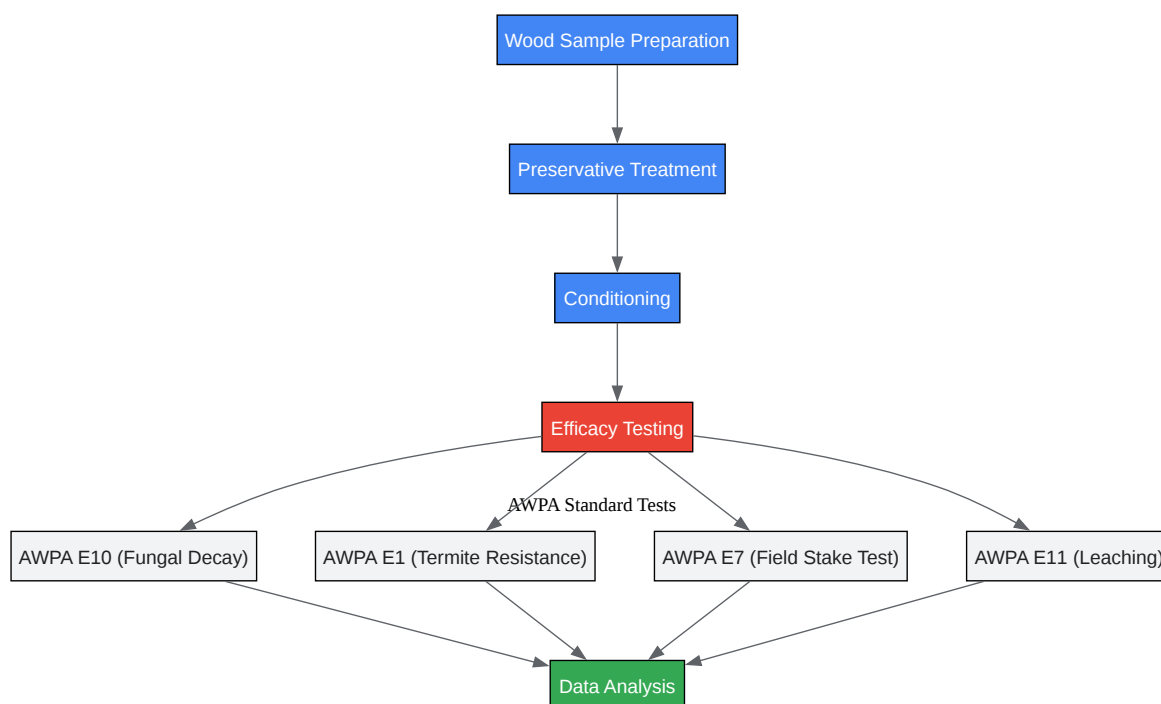 Wood Sample Preparation
Preservative Treatment
Conditioning
Efficacy Testing
AWPA Standard Tests
AWPA E10 (Fungal Decay)
AWPA E1 (Termite Resistance)
AWPA E7 (Field Stake Test)
AWPA E11 (Leaching)
Data Analysis